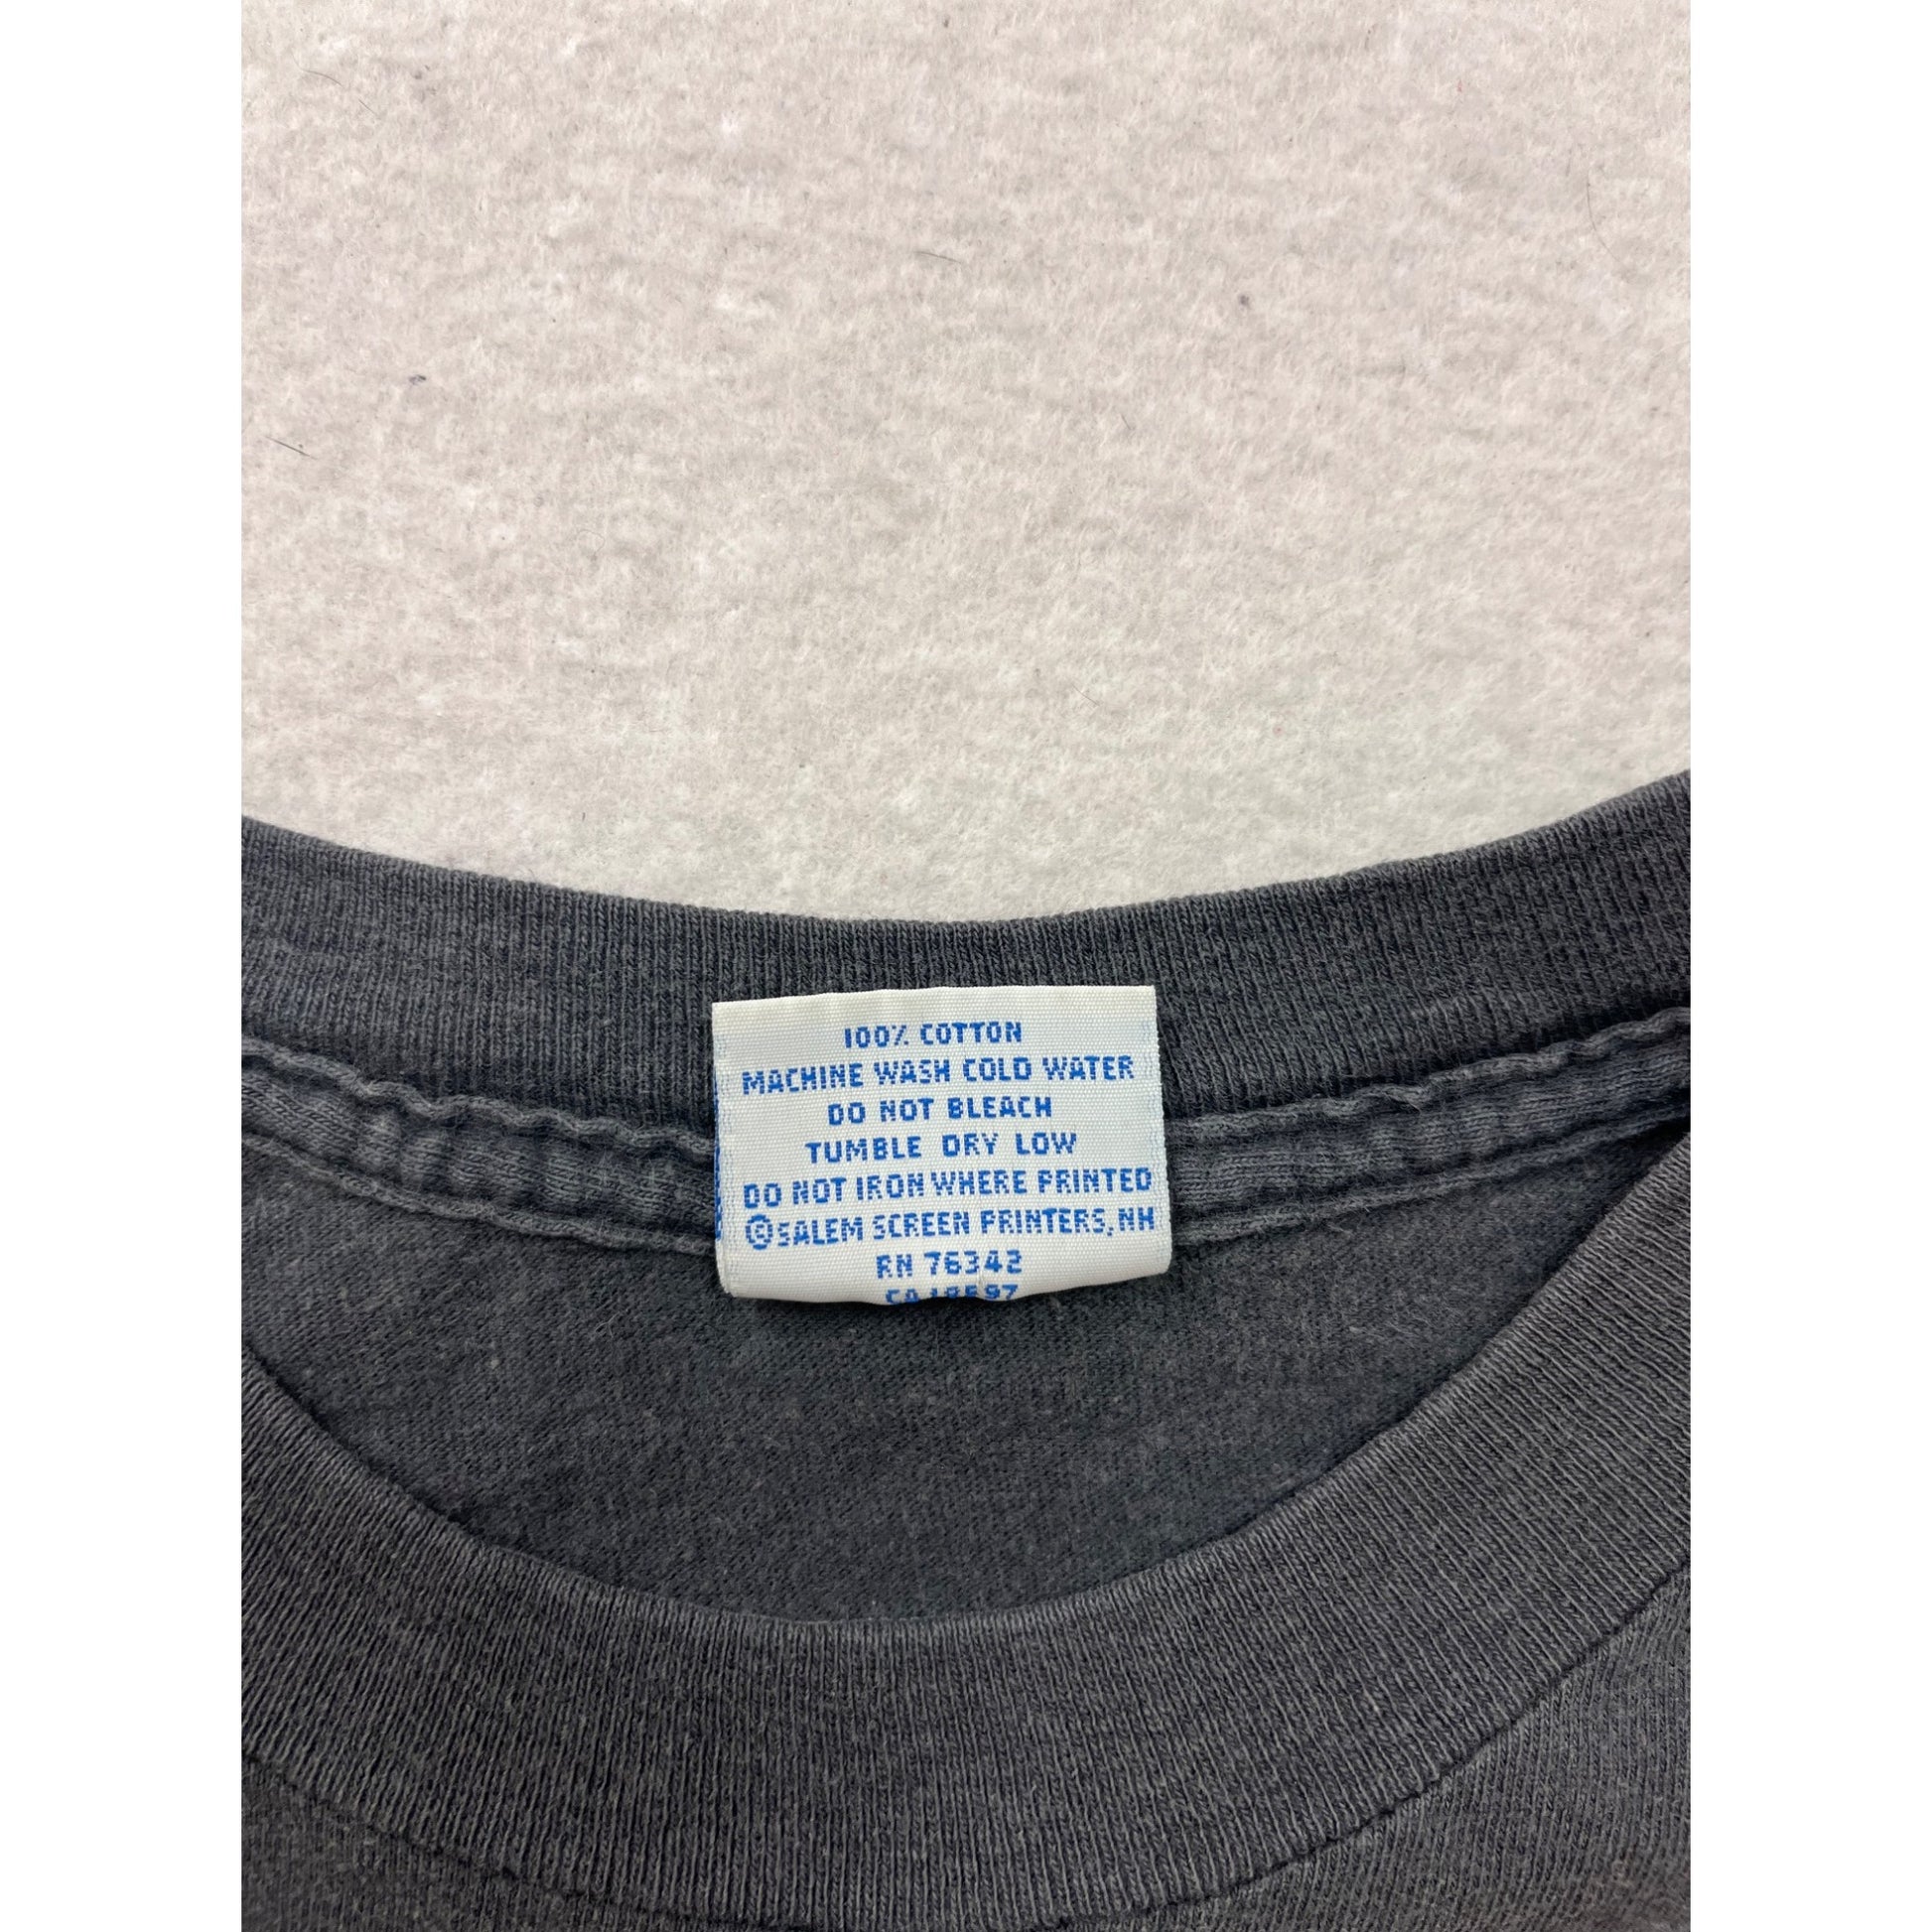 100% COTTON
MACHINE WASH COLD WATER
DO NOT BLEACH
TUMBLE DRY LOW
DO NOT IRON WHERE PRINTED
©SALEM SCREEN PRINTERS, NH
RN 76342
CA